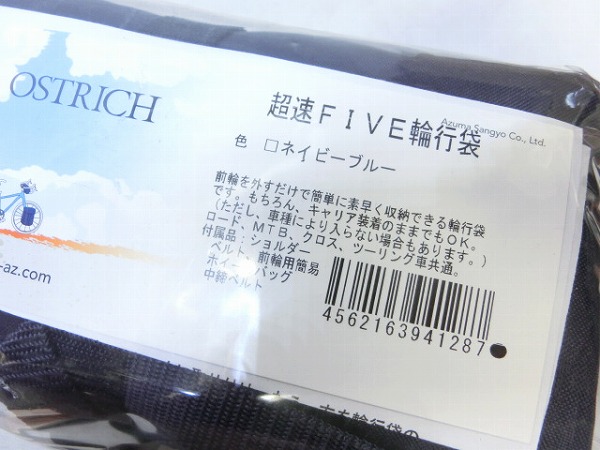 OSTRICH
超速FIVE輪行袋
Azuma Sangyo Co., Ltd.
色 □ネイビーブルー
前輪を外すだけで簡単に素早く収納できる輪行袋
です。もちろん、キャリア装着のままでもOK。
(ただし、車種により入らない場合もあります。)
ロード、MTB、クロス、ツーリング車共通。
付属品:ショルダー
ベルト、前輪用簡易
ホイールバッグ
中締ベルト
-az.com
4562163941287